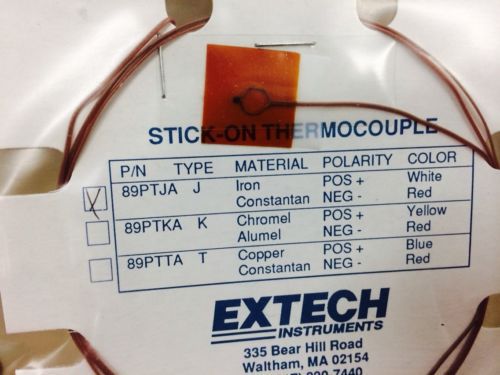 STICK-ON THERMOCOUPLE
P/N TYPE MATERIAL POLARITY COLOR
89PTJA J Iron POS + White
Constantan NEG - Red
89PTKA K Chromel POS + Yellow
Alumel NEG - Red
89PTTA T Copper POS + Blue
Constantan NEG - Red
EXTECH
INSTRUMENTS
335 Bear Hill Road
Waltham, MA 02154
7440